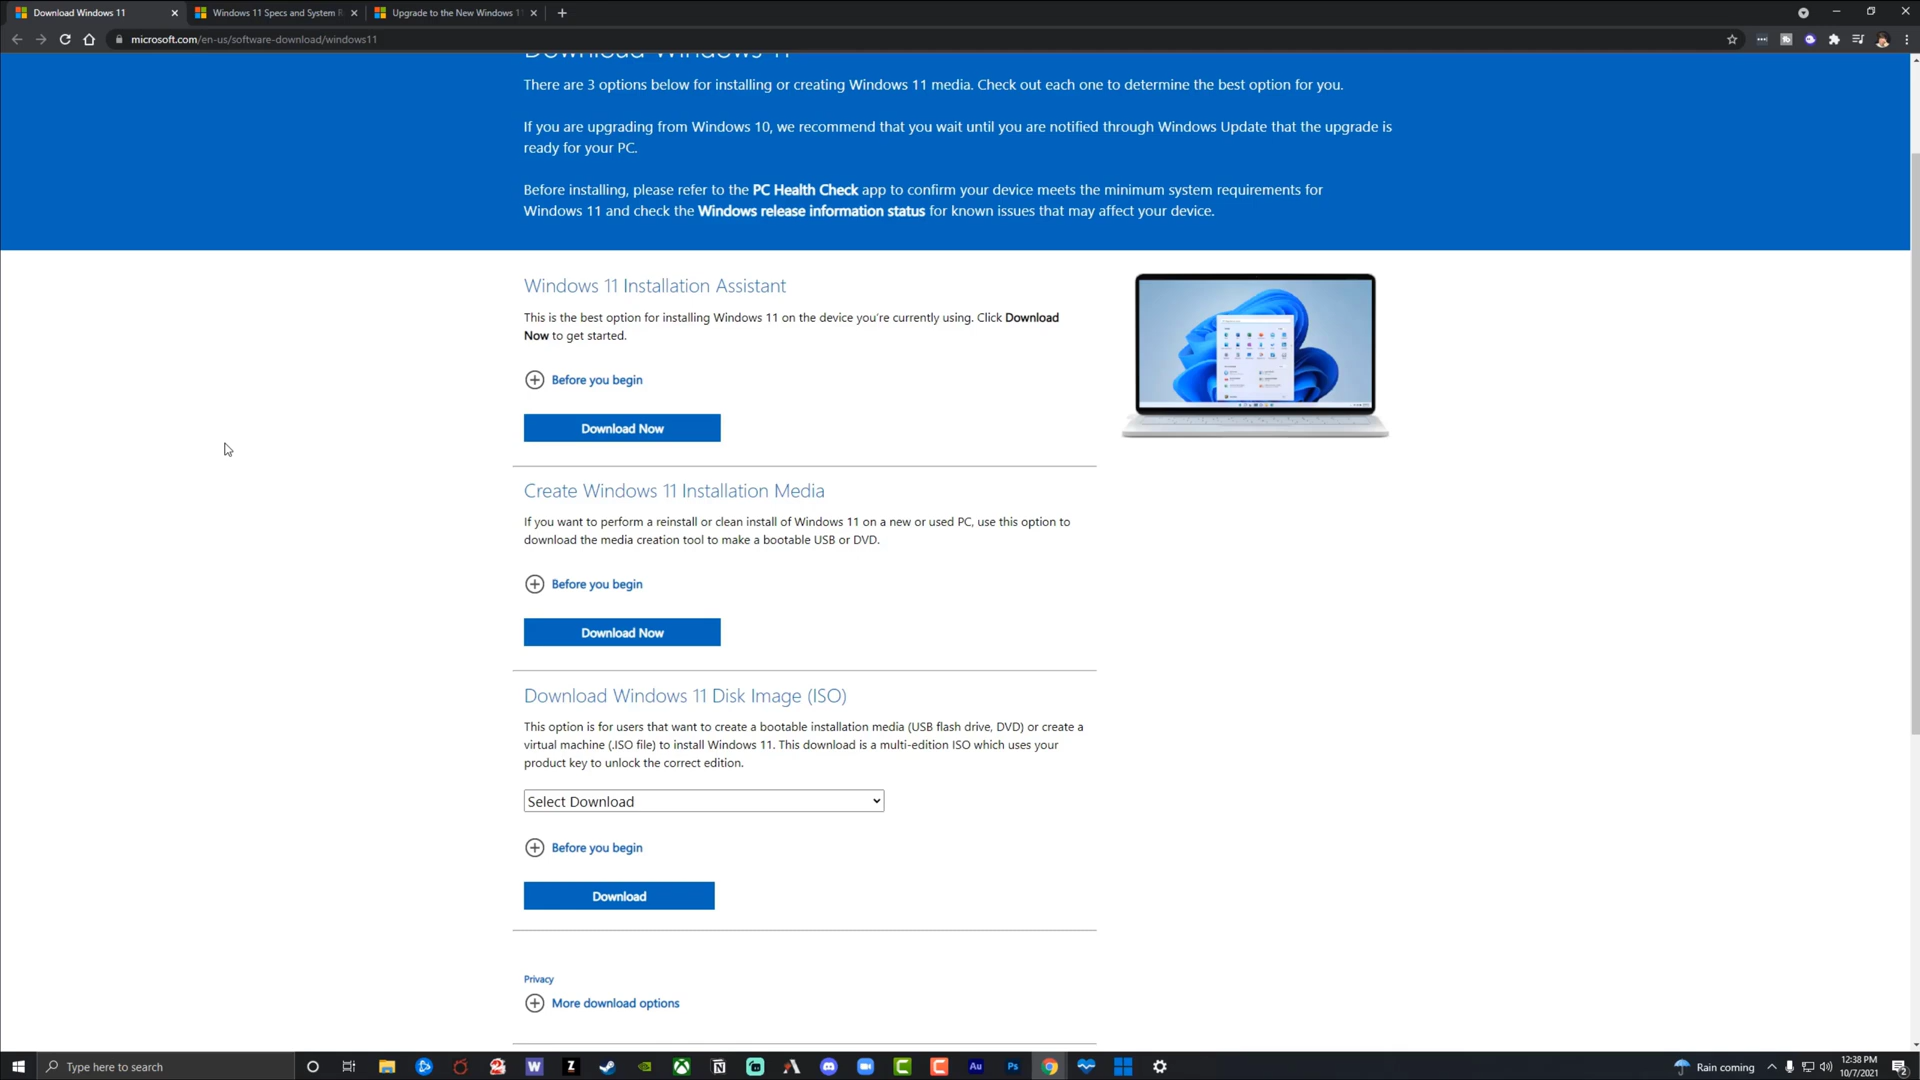 Download Windows 11
Windows 11 Specs and System R
Upgrade to the New Windows 11
microsoft.com/en-us/software-download/windows11
Download Windows 11
There are 3 options below for installing or creating Windows 11 media. Check out each one to determine the best option for you.
If you are upgrading from Windows 10, we recommend that you wait until you are notified through Windows Update that the upgrade is
ready for your PC.
Before installing, please refer to the PC Health Check app to confirm your device meets the minimum system requirements for
Windows 11 and check the Windows release information status for known issues that may affect your device.
Windows 11 Installation Assistant
This is the best option for installing Windows 11 on the device you're currently using. Click Download
Now to get started.
Before you begin
Download Now
Create Windows 11 Installation Media
If you want to perform a reinstall or clean install of Windows 11 on a new or used PC, use this option to
download the media creation tool to make a bootable USB or DVD.
Before you begin
Download Now
Download Windows 11 Disk Image (ISO)
This option is for users that want to create a bootable installation media (USB flash drive, DVD) or create a
virtual machine (.ISO file) to install Windows 11. This download is a multi-edition ISO which uses your
product key to unlock the correct edition.
Select Download
Before you begin
Download
Privacy
More download options
Type here to search
W
Z
Au
Ps
Rain coming
12:38 PM
10/7/2021
2